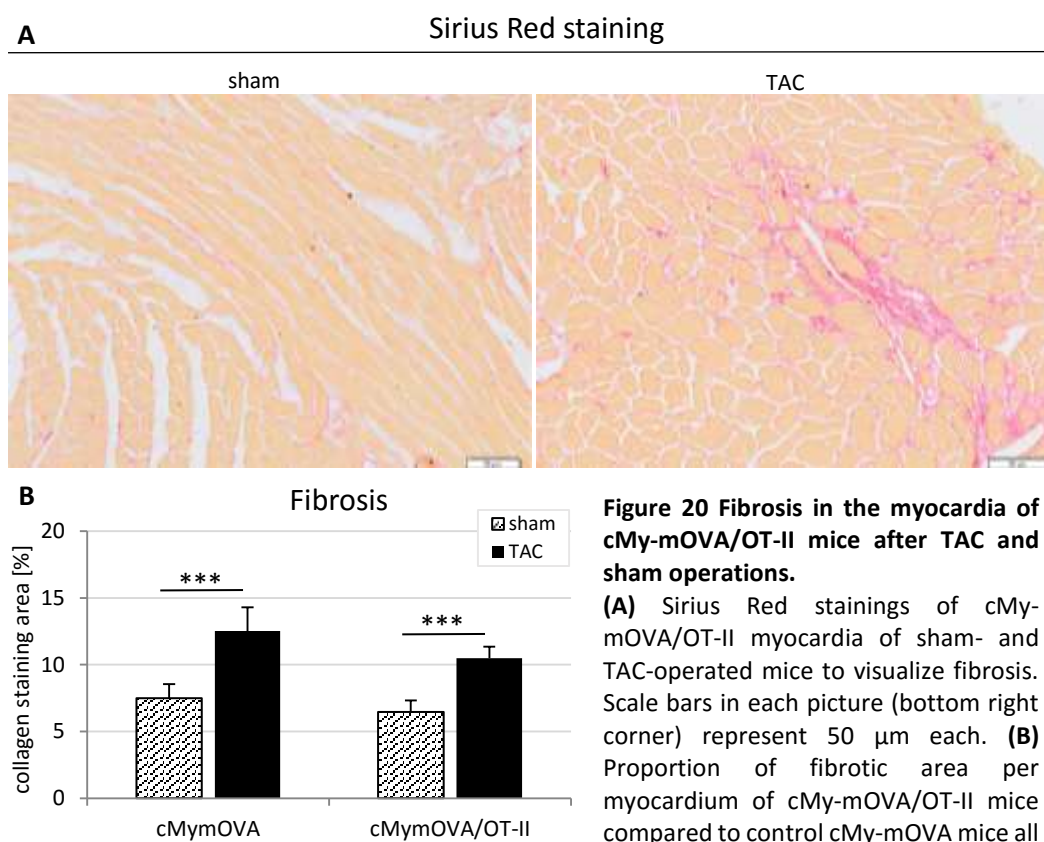 A
Sirius Red staining
sham
TAC
B
Fibrosis
collagen staining area [%]
20
15
10
5
0
sham
TAC
***
***
cMymOVA
cMymOVA/OT-II
Figure 20 Fibrosis in the myocardia of
cMy-mOVA/OT-II mice after TAC and
sham operations.
(A) Sirius Red stainings of cMy-
mOVA/OT-II myocardia of sham- and
TAC-operated mice to visualize fibrosis.
Scale bars in each picture (bottom right
corner) represent 50 µm each. (B)
Proportion of fibrotic area per
myocardium of cMy-mOVA/OT-II mice
compared to control cMy-mOVA mice all